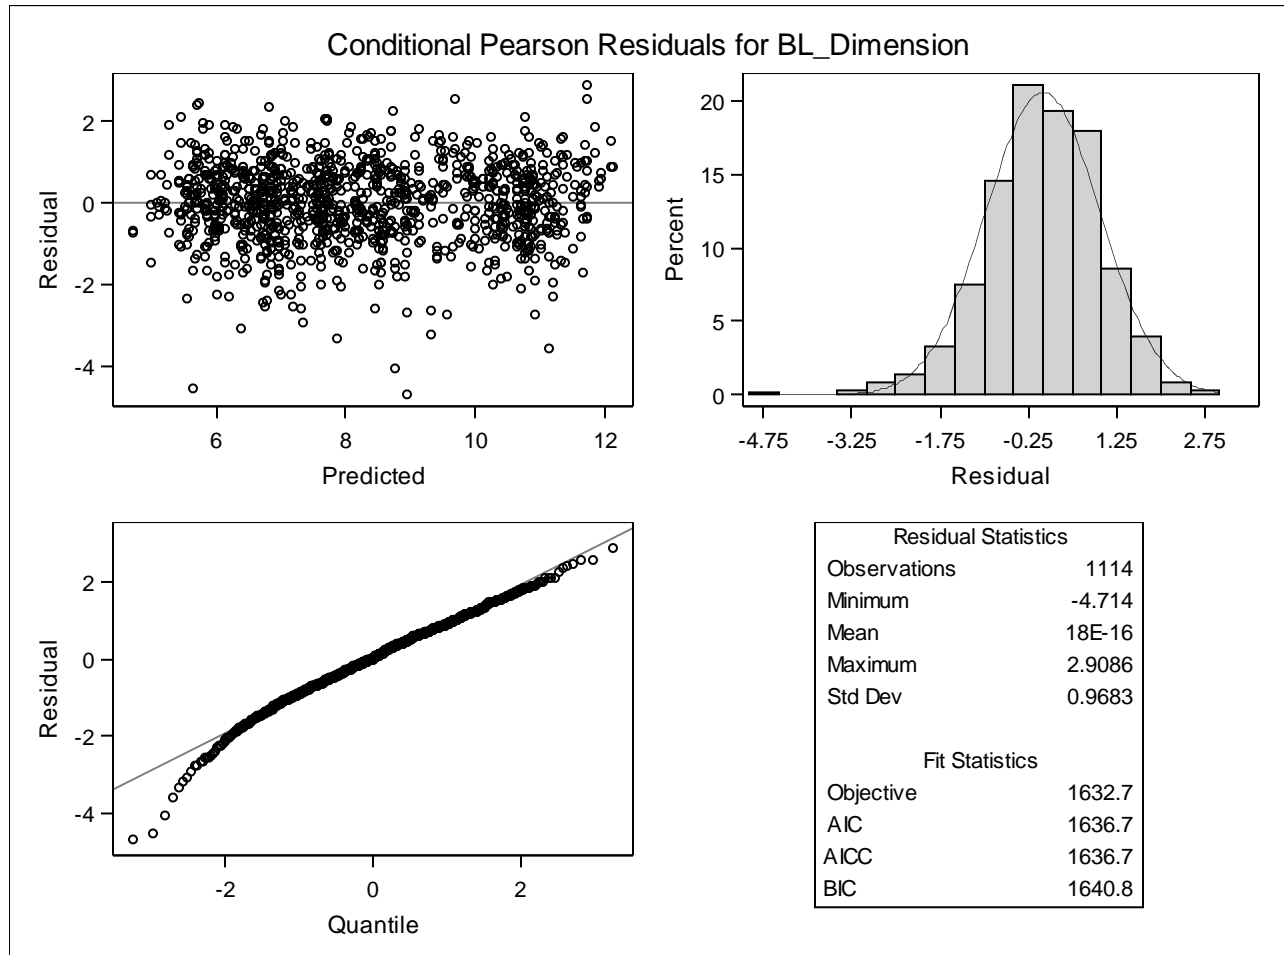 Conditional Pearson Residuals for BL_Dimension
2
0
-2
-4
Residual
6 8 10 12
Predicted
20
15
10
5
0
Percent
-4.75 -3.25 -1.75 -0.25 1.25 2.75
Residual
2
0
-2
-4
Residual
-2 0 2
Quantile
Residual Statistics
Observations 1114
Minimum -4.714
Mean 18E-16
Maximum 2.9086
Std Dev 0.9683
Fit Statistics
Objective 1632.7
AIC 1636.7
AICC 1636.7
BIC 1640.8